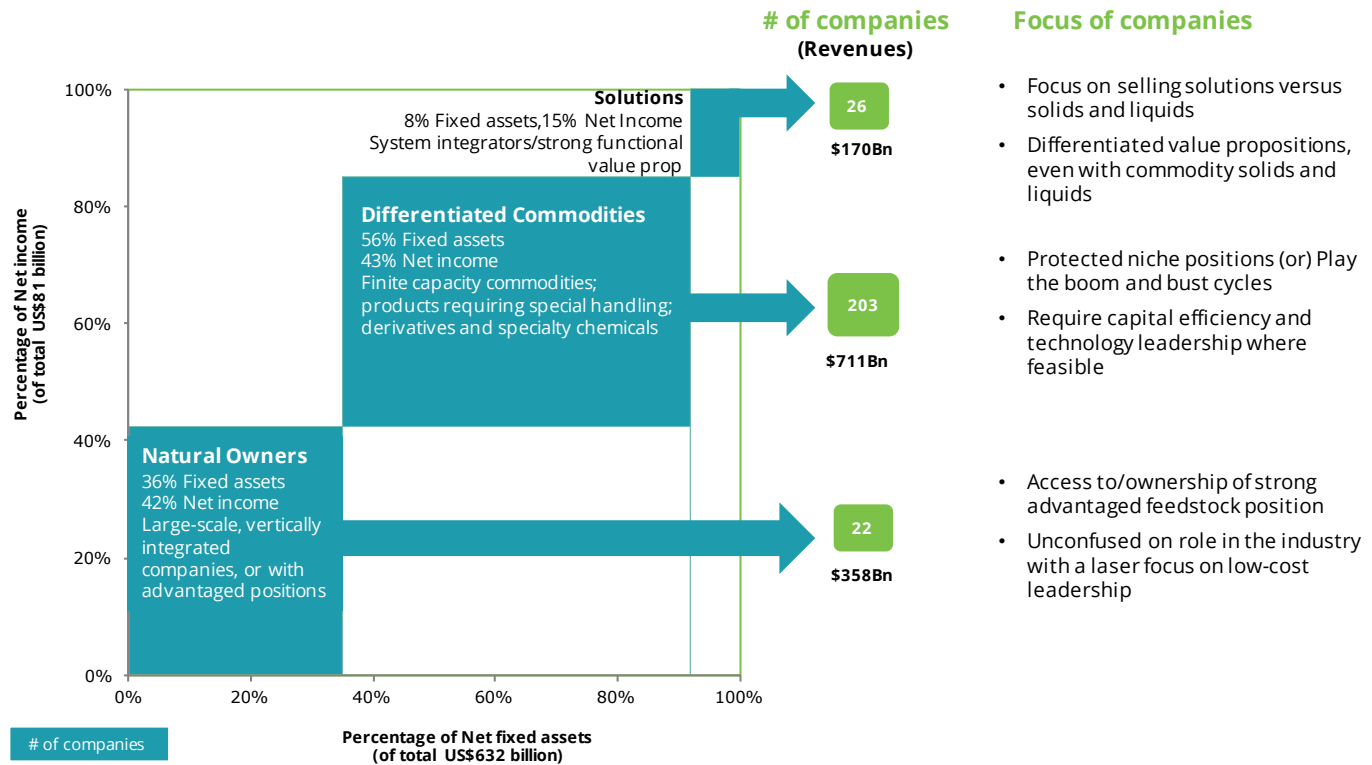 # of companies
(Revenues)
Focus of companies
Percentage of Net income
(of total US$81 billion)
100%
80%
60%
40%
20%
0%
0%
20%
40%
60%
80%
100%
Percentage of Net fixed assets
(of total US$632 billion)
Solutions
8% Fixed assets,15% Net Income
System integrators/strong functional
value prop
Differentiated Commodities
56% Fixed assets
43% Net income
Finite capacity commodities;
products requiring special handling;
derivatives and specialty chemicals
Natural Owners
36% Fixed assets
42% Net income
Large-scale, vertically
integrated
companies, or with
advantaged positions
26
$170Bn
203
$711Bn
22
$358Bn
• Focus on selling solutions versus
solids and liquids
• Differentiated value propositions,
even with commodity solids and
liquids
• Protected niche positions (or) Play
the boom and bust cycles
• Require capital efficiency and
technology leadership where
feasible
• Access to/ownership of strong
advantaged feedstock position
• Unconfused on role in the industry
with a laser focus on low-cost
leadership
# of companies